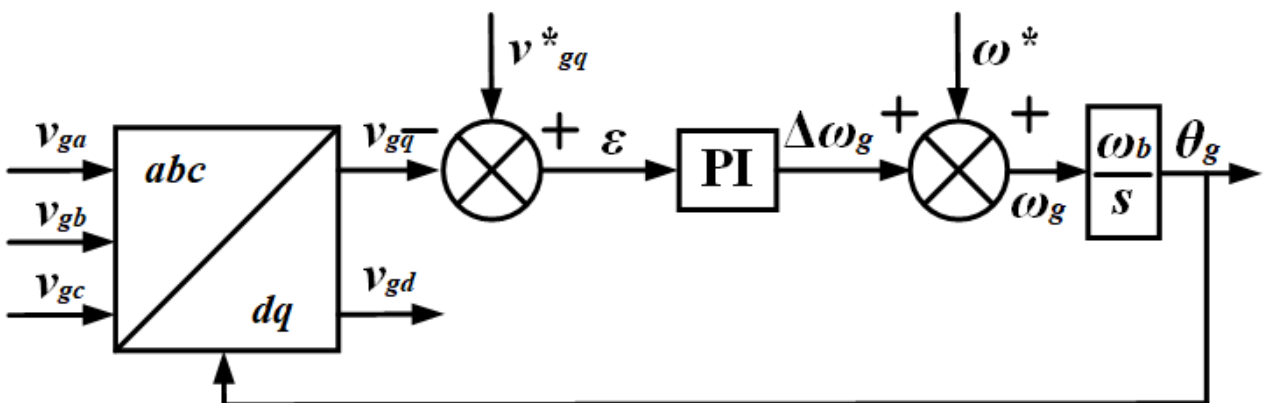 v*gq
ω*
vga
abc
vgq
−
+
ε
PI
Δωg
+
+
ωg
ωb
s
θg
vgb
vgc
dq
vgd